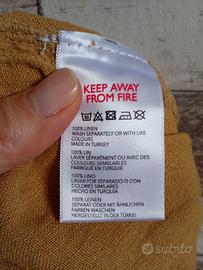 KEEP AWAY
FROM FIRE
100% LINEN
WASH SEPARATELY OR WITH LIKE
COLOURS
MADE IN TURKEY
100% LIN
LAVER SÉPARÉMENT OU AVEC DES
COLORIS SIMILAIRES
FABRIQUÉ EN TURQUIE
100% LINO
LAVAR POR SEPARADO O CON
COLORES SIMILARES
HECHO EN TURQUÍA
100% LEINEN
SEPARAT ODER MIT ÄHNLICHEN
FARBEN WASCHEN
HERGESTELLT IN DER TÜRKEI
subito